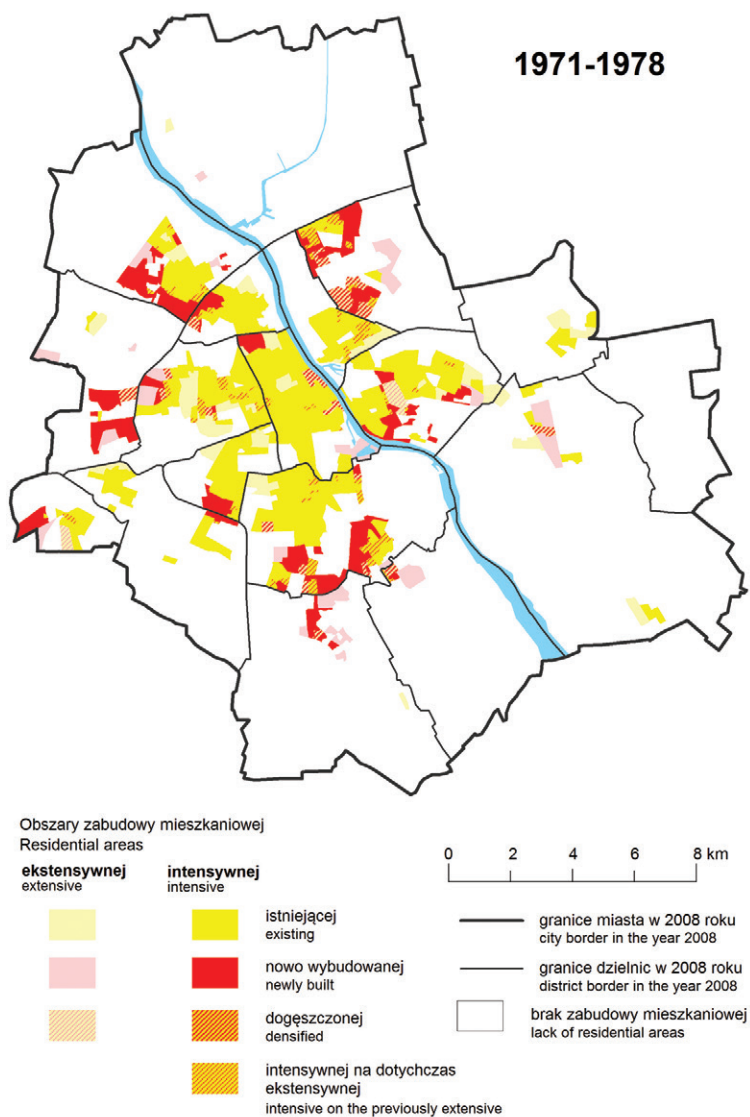 1971-1978
Obszary zabudowy mieszkaniowej
Residential areas
ekstensywnej
extensive
intensywnej
intensive
istniejącej
existing
nowo wybudowanej
newly built
dogęszczonej
densified
intensywnej na dotychczas
ekstensywnej
intensive on the previously extensive
0 2 4 6 8 km
granice miasta w 2008 roku
city border in the year 2008
granice dzielnic w 2008 roku
district border in the year 2008
brak zabudowy mieszkaniowej
lack of residential areas